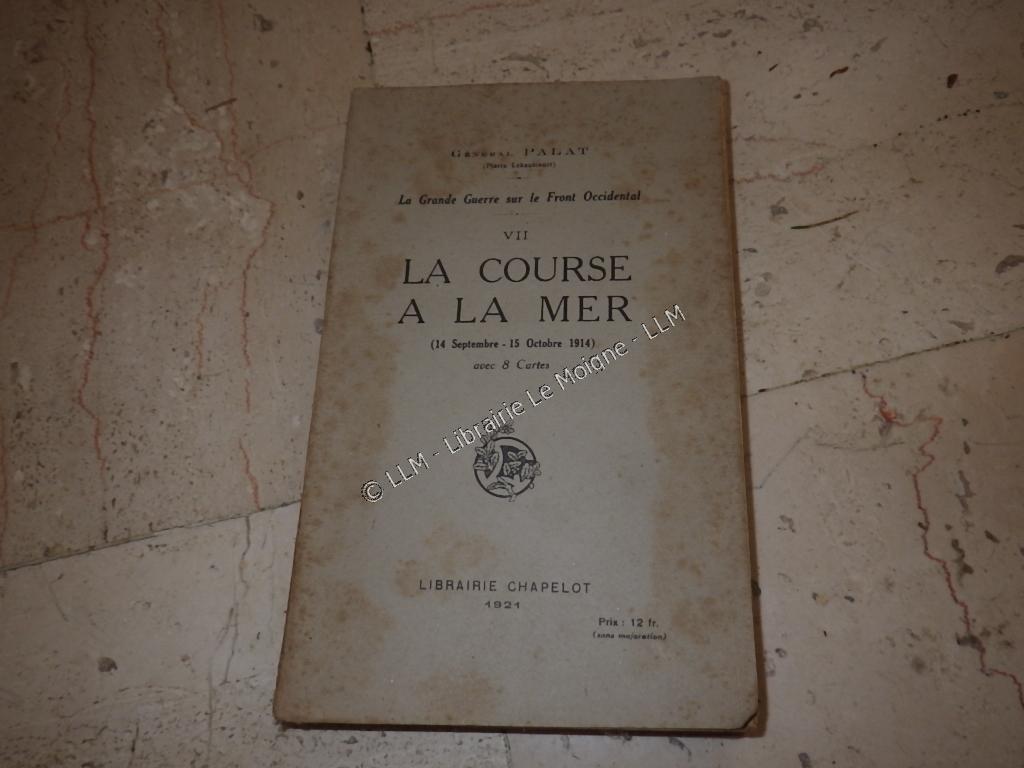 GÉNÉRAL PALAT
(Pierre Lehautcourt)
La Grande Guerre sur le Front Occidental
VII
LA COURSE
A LA MER
(14 Septembre - 15 Octobre 1914)
avec 8 Cartes
© LLM - Librairie Le Moigne - LLM
LIBRAIRIE CHAPELOT
1921
Prix : 12 fr.
(sans majoration)